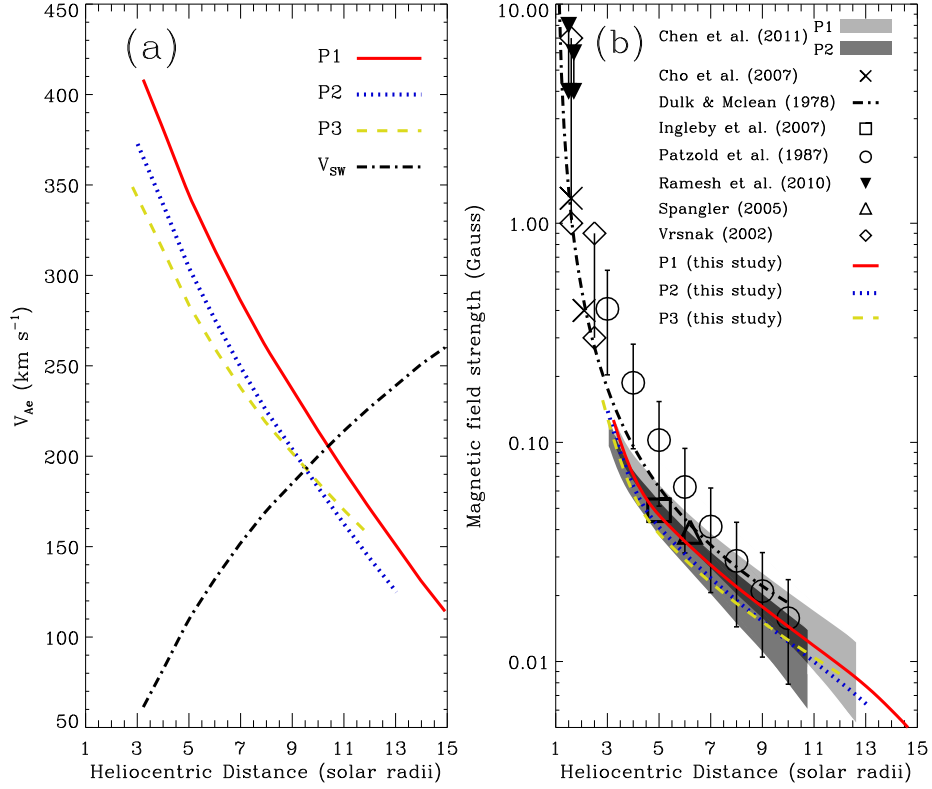 (a)
P1
P2
P3
V_SW
450
400
350
300
250
200
150
100
50
V_Ae (km s⁻¹)
1 3 5 7 9 11 13 15
Heliocentric Distance (solar radii)
(b)
Chen et al. (2011)
P1
P2
Cho et al. (2007)
Dulk & Mclean (1978)
Ingleby et al. (2007)
Patzold et al. (1987)
Ramesh et al. (2010)
Spangler (2005)
Vrsnak (2002)
P1 (this study)
P2 (this study)
P3 (this study)
10.00
1.00
0.10
0.01
Magnetic field strength (Gauss)
1 3 5 7 9 11 13 15
Heliocentric Distance (solar radii)